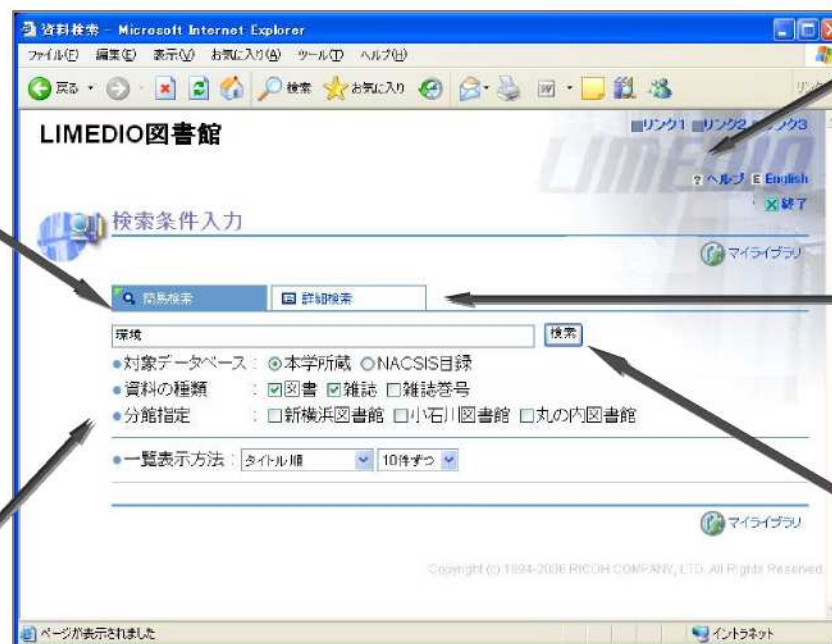 資料検索 - Microsoft Internet Explorer
ファイル(F) 編集(E) 表示(V) お気に入り(A) ツール(T) ヘルプ(H)
戻る 検索 お気に入り
LIMEDIO図書館
リンク1 リンク2 リンク3
LIMEDIO
? ヘルプ E English
終了
検索条件入力
マイライブラリ
簡易検索 詳細検索
環境 検索
対象データベース : 本学所蔵 NACSIS目録
資料の種類 : 図書 雑誌 雑誌巻号
分館指定 : 新横浜図書館 小石川図書館 丸の内図書館
一覧表示方法 : タイトル順 10件ずつ
マイライブラリ
Copyright (c) 1994-2006 RICOH COMPANY, LTD. All Rights Reserved.
ページが表示されました イントラネット